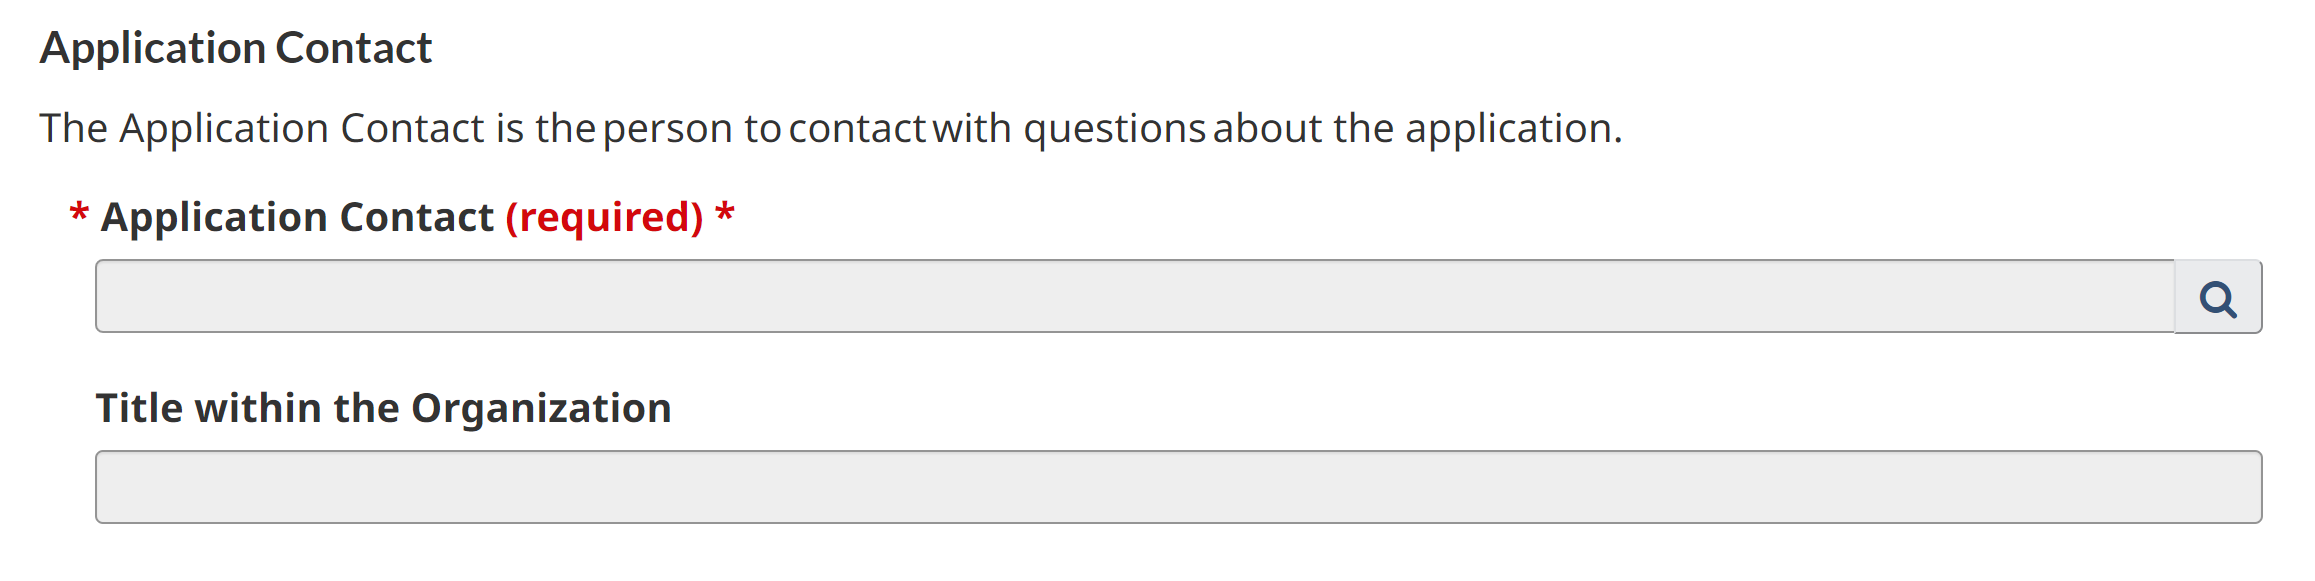 Application Contact
The Application Contact is the person to contact with questions about the application.
* Application Contact (required) *
Title within the Organization